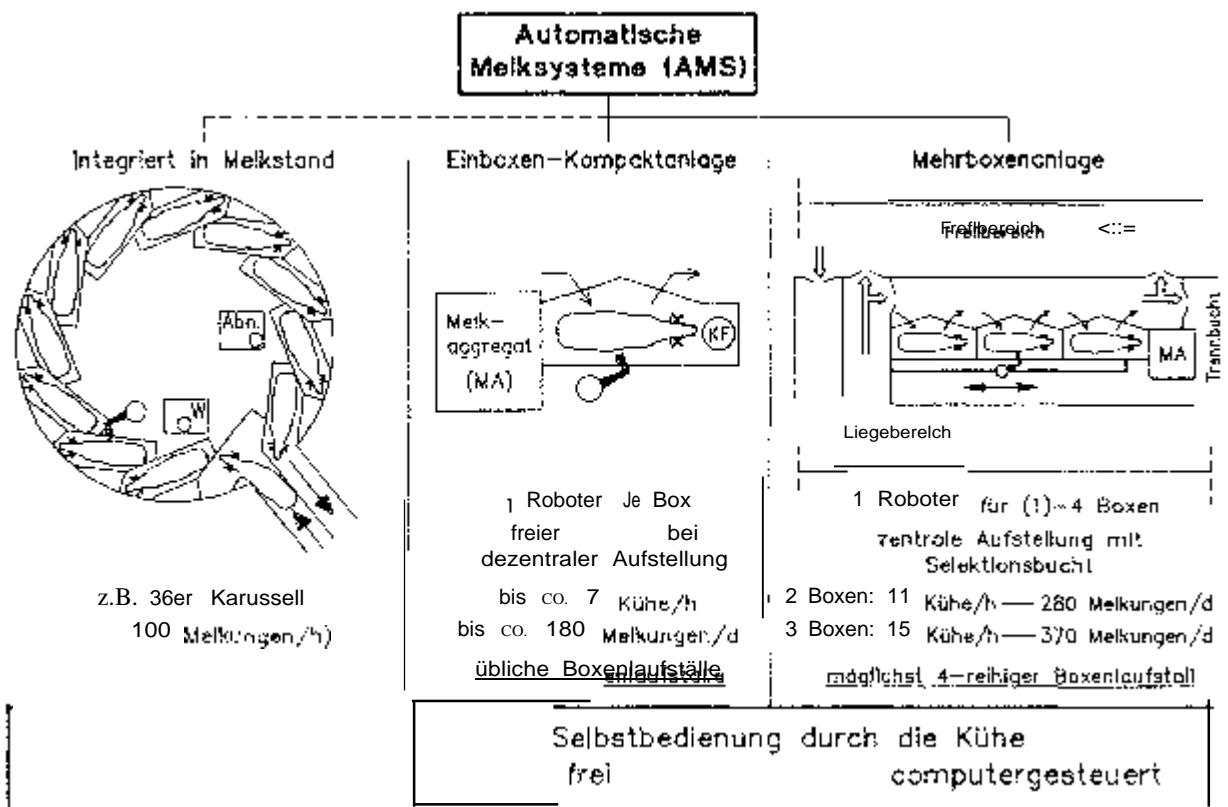 Automatische
Melksysteme (AMS)
Integriert in Melkstand
Abn.
W
z.B. 36er Karussell
100 Melkungen/h)
Einboxen-Kompaktanlage
Melk-
aggregat
(MA)
KF
1 Roboter Je Box
freier bei
dezentraler Aufstellung
bis co. 7 Kühe/h
bis co. 180 Melkungen/d
übliche Boxenlaufställe
Mehrboxenanlage
Freßbereich <::=
MA
Trennbucht
Liegeberelch
1 Roboter für (1)-4 Boxen
zentrale Aufstellung mit
Selektionsbucht
2 Boxen: 11 Kühe/h — 280 Melkungen/d
3 Boxen: 15 Kühe/h — 370 Melkungen/d
möglichst 4-reihiger Boxenlaufstall
Selbstbedienung durch die Kühe
frei computergesteuert